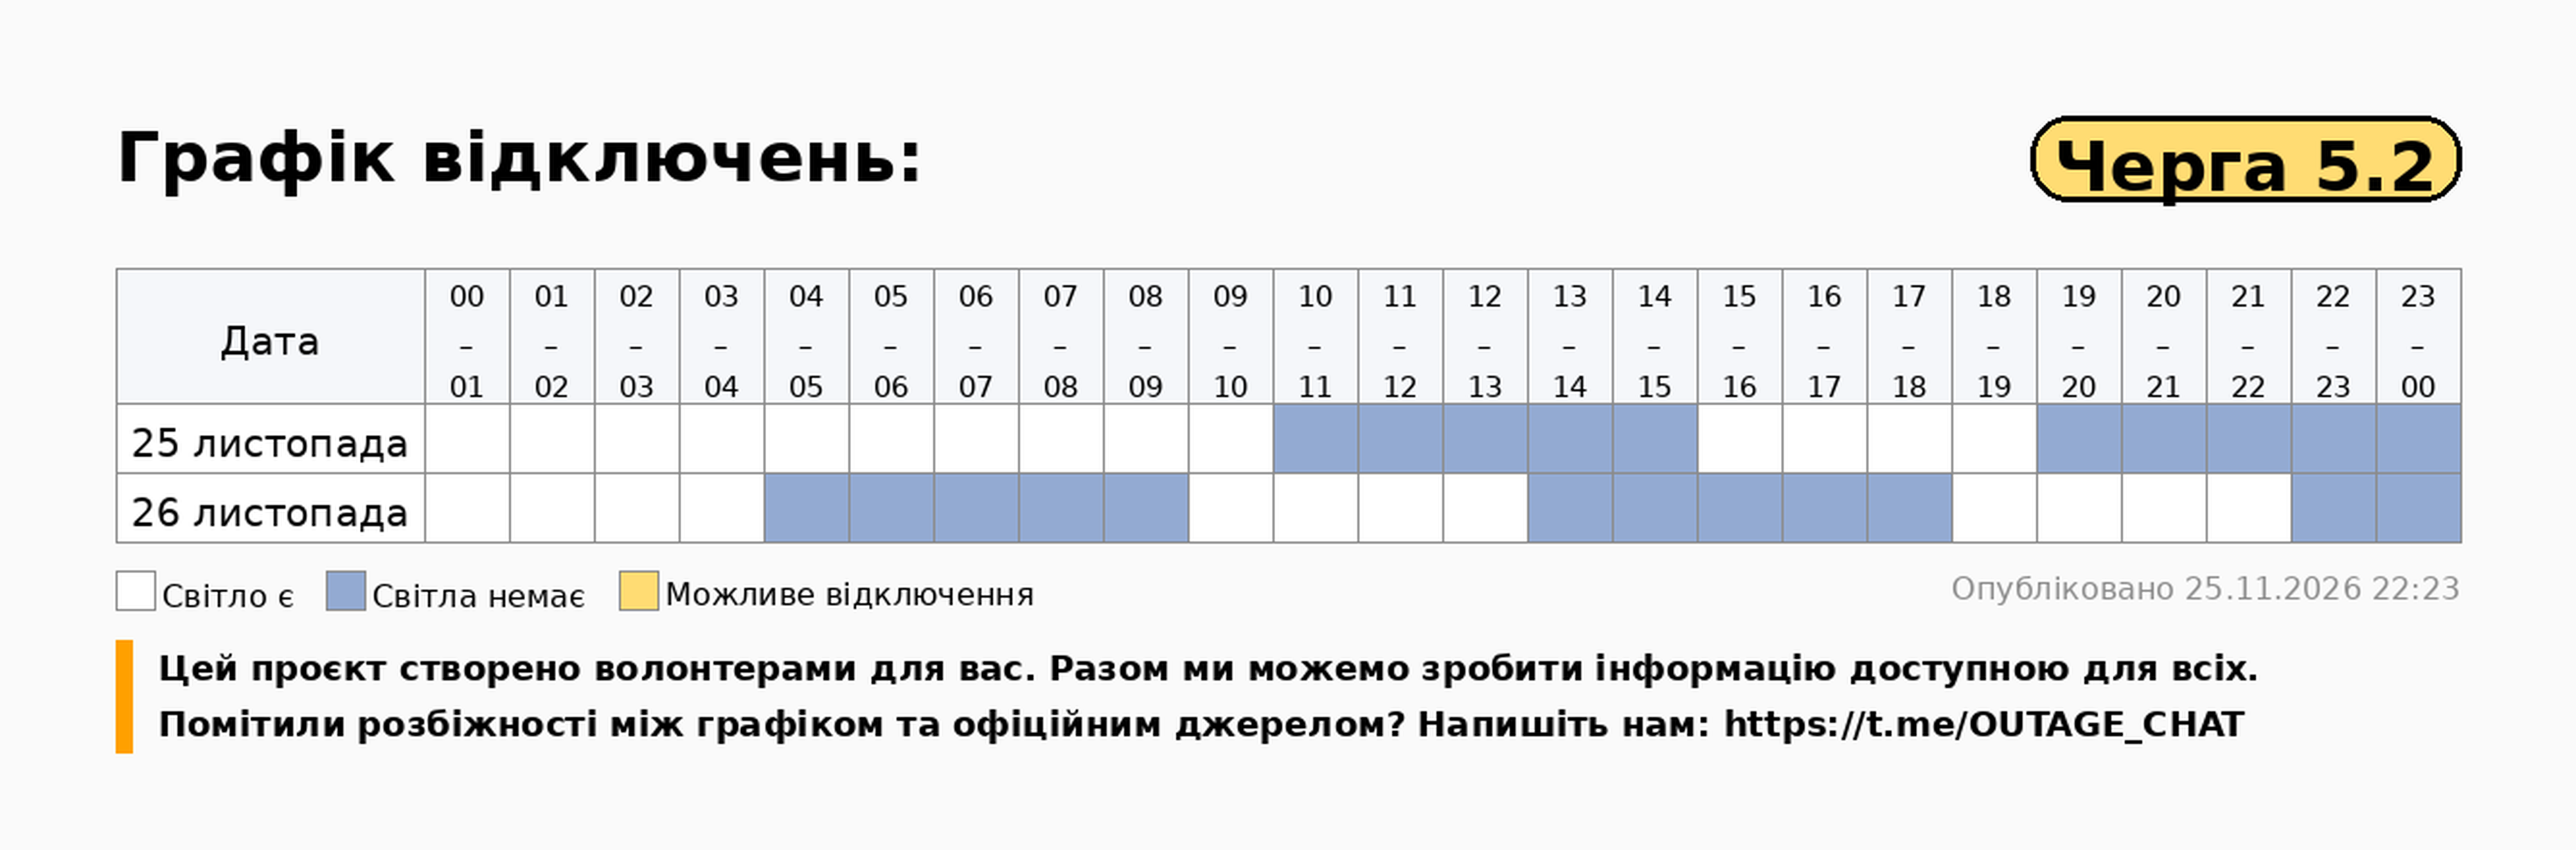 Графік відключень:
Черга 5.2
Дата
00 – 01
01 – 02
02 – 03
03 – 04
04 – 05
05 – 06
06 – 07
07 – 08
08 – 09
09 – 10
10 – 11
11 – 12
12 – 13
13 – 14
14 – 15
15 – 16
16 – 17
17 – 18
18 – 19
19 – 20
20 – 21
21 – 22
22 – 23
23 – 00
25 листопада
26 листопада
Світло є
Світла немає
Можливе відключення
Опубліковано 25.11.2026 22:23
Цей проєкт створено волонтерами для вас. Разом ми можемо зробити інформацію доступною для всіх.
Помітили розбіжності між графіком та офіційним джерелом? Напишіть нам: https://t.me/OUTAGE_CHAT